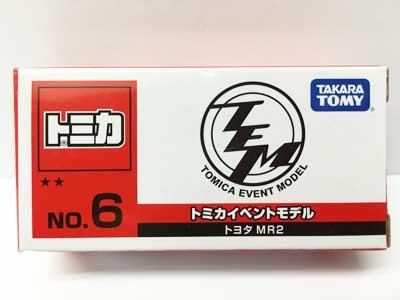 トミカ
★★
NO.6
TEM
TOMICA EVENT MODEL
トミカイベントモデル
トヨタ MR2
TAKARA
TOMY